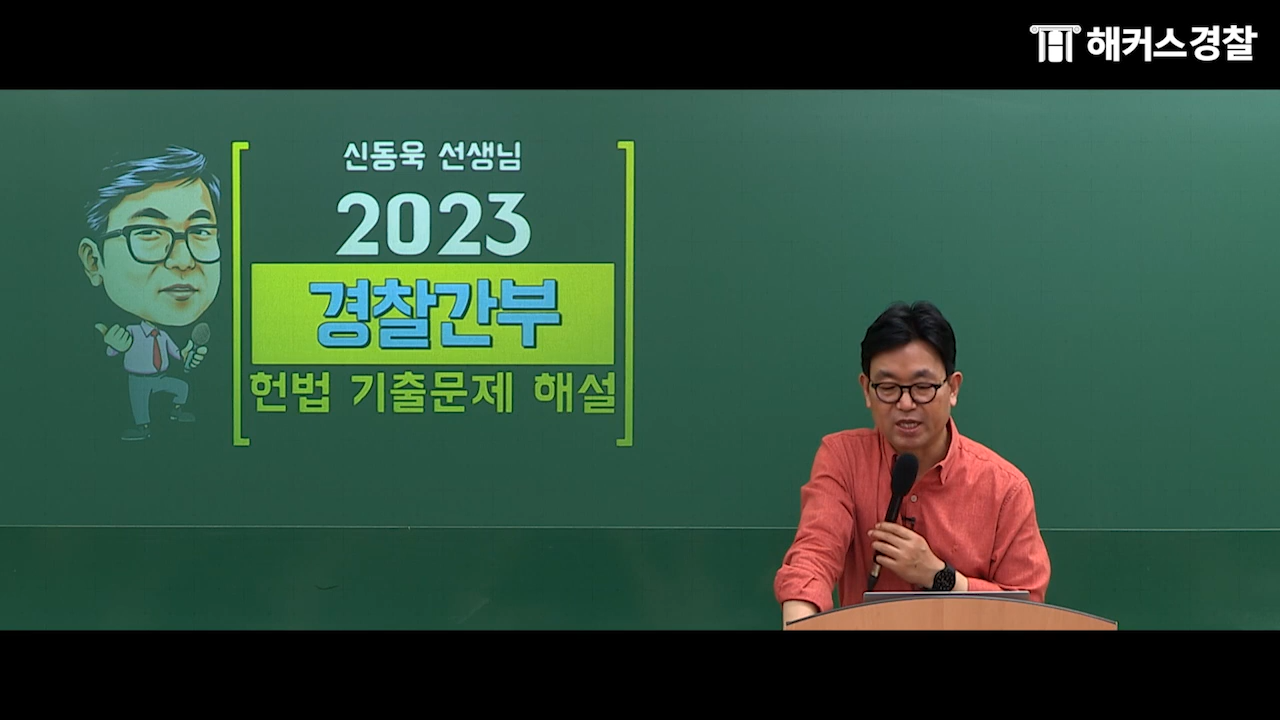 해커스경찰
신동욱 선생님
2023
경찰간부
헌법 기출문제 해설